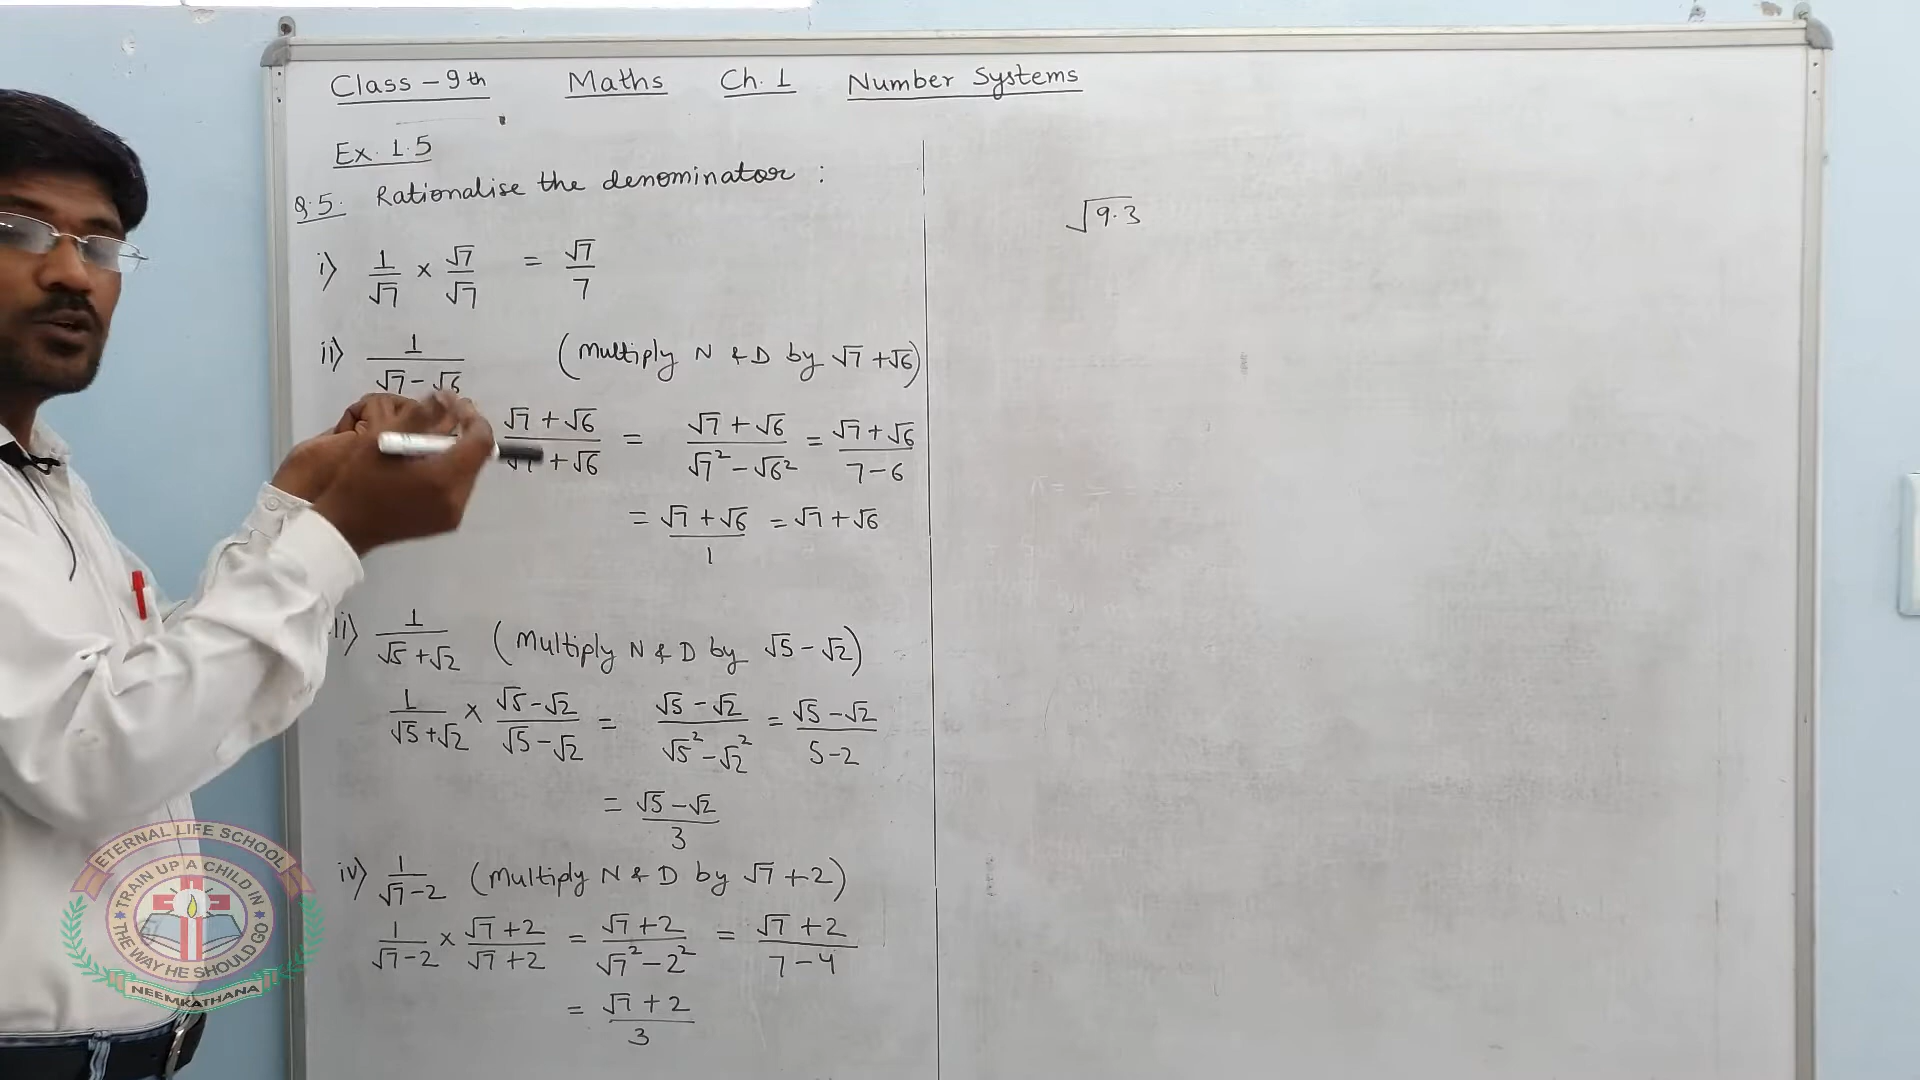 Class - 9th Maths Ch. 1 Number Systems
Ex. 1.5
Q.5. Rationalise the denominator :
i) 1/√7 × √7/√7 = √7/7
ii) 1/(√7 - √6) (Multiply N & D by √7 + √6)
(√7 + √6)/(√7 + √6) = (√7 + √6)/(√7² - √6²) = (√7 + √6)/(7 - 6)
= (√7 + √6)/1 = √7 + √6
ii) 1/(√5 + √2) (Multiply N & D by √5 - √2)
1/(√5 + √2) × (√5 - √2)/(√5 - √2) = (√5 - √2)/(√5² - √2²) = (√5 - √2)/(5 - 2)
= (√5 - √2)/3
iv) 1/(√7 - 2) (Multiply N & D by √7 + 2)
1/(√7 - 2) × (√7 + 2)/(√7 + 2) = (√7 + 2)/(√7² - 2²) = (√7 + 2)/(7 - 4)
= (√7 + 2)/3
√9.3
ETERNAL LIFE SCHOOL
TRAIN UP A CHILD IN
THE WAY HE SHOULD GO
NEEMKATHANA